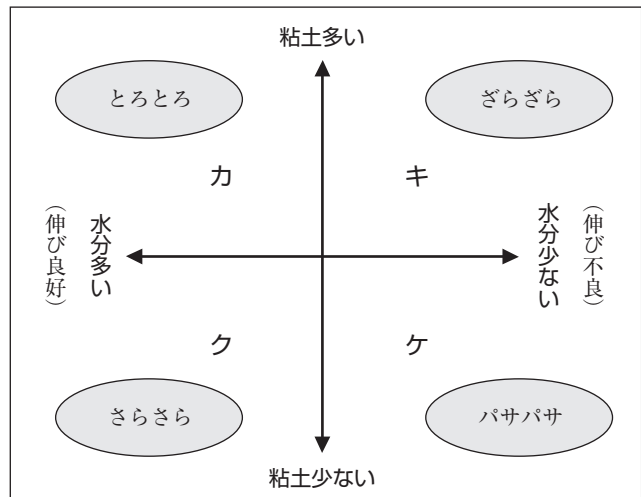 粘土多い
とろとろ
ざらざら
カ
キ
水分多い
(伸び良好)
水分少ない
(伸び不良)
ク
ケ
さらさら
パサパサ
粘土少ない